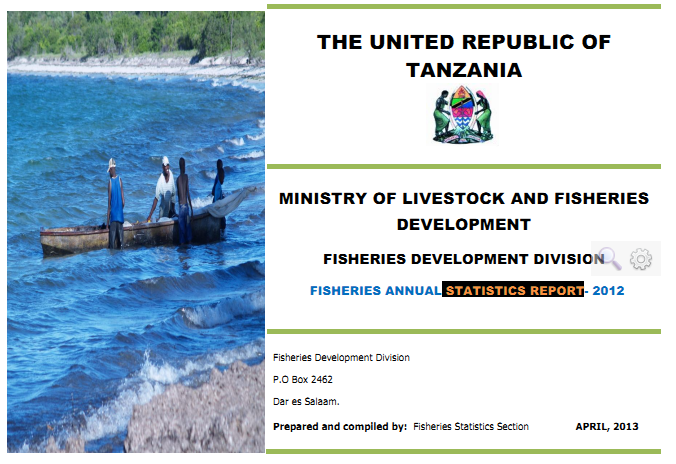 THE UNITED REPUBLIC OF
TANZANIA
MINISTRY OF LIVESTOCK AND FISHERIES
DEVELOPMENT
FISHERIES DEVELOPMENT DIVISION
FISHERIES ANNUAL STATISTICS REPORT- 2012
Fisheries Development Division
P.O Box 2462
Dar es Salaam.
Prepared and compiled by: Fisheries Statistics Section APRIL, 2013